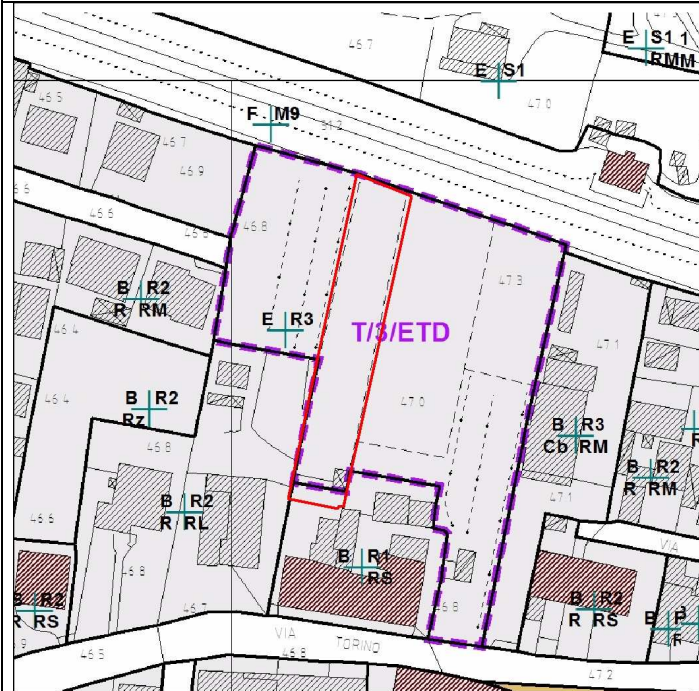 46.7
E S1 1
RMM
E S1
47.0
46.5
F M9
46.7
46.9
46.6
46.8
47.3
B R2
R RM
E R3
T/3/ETD
46.4
47.1
46.4
B R2
Rz
47.0
B R3
Cb RM
46.8
B R2
R RM
47.1
B R2
R RL
46.6
VIA
B R1
RS
46.8
B R2
R RS
46.7
46.8
B R2
R RS
VIA TORINO
46.5
46.8
47.2